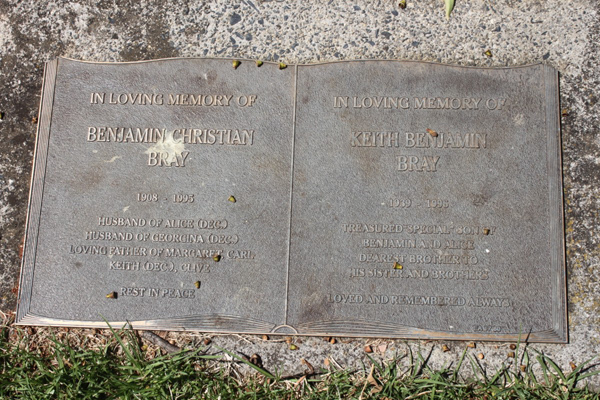 IN LOVING MEMORY OF
BENJAMIN CHRISTIAN
BRAY
1908 - 1995
HUSBAND OF ALICE (DEC.)
HUSBAND OF GEORGINA (DEC.)
LOVING FATHER OF MARGARET, CARL,
KEITH (DEC.), CLIVE
REST IN PEACE
IN LOVING MEMORY OF
KEITH BENJAMIN
BRAY
1939 -
TREASURED "SPECIAL" SON OF
BENJAMIN AND ALICE
DEAREST BROTHER TO
HIS SISTER AND BROTHERS
LOVED AND REMEMBERED ALWAYS